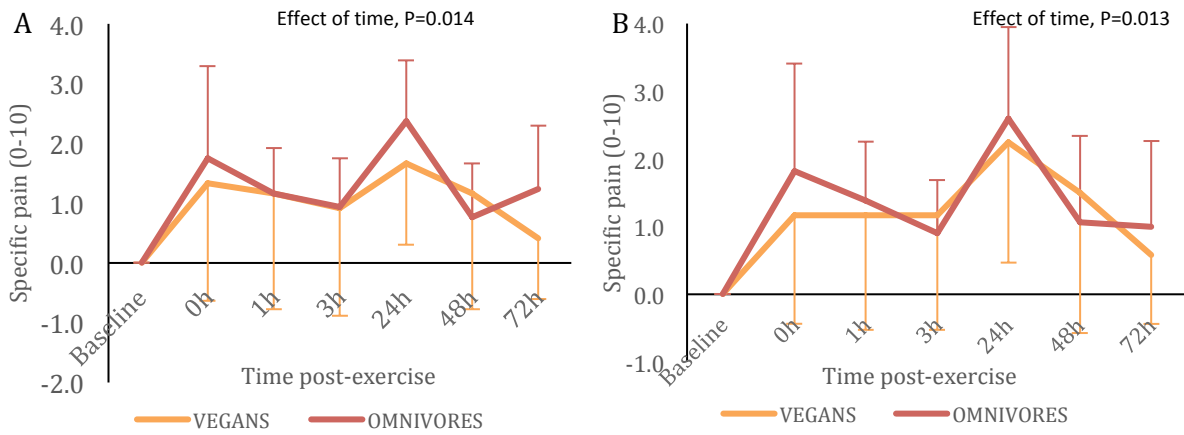 A
Effect of time, P=0.014
Specific pain (0-10)
4.0
3.0
2.0
1.0
0.0
-1.0
-2.0
Baseline
0h
1h
3h
24h
48h
72h
Time post-exercise
VEGANS
OMNIVORES
B
Effect of time, P=0.013
Specific pain (0-10)
4.0
3.0
2.0
1.0
0.0
-1.0
Baseline
0h
1h
3h
24h
48h
72h
Time post-exercise
VEGANS
OMNIVORES